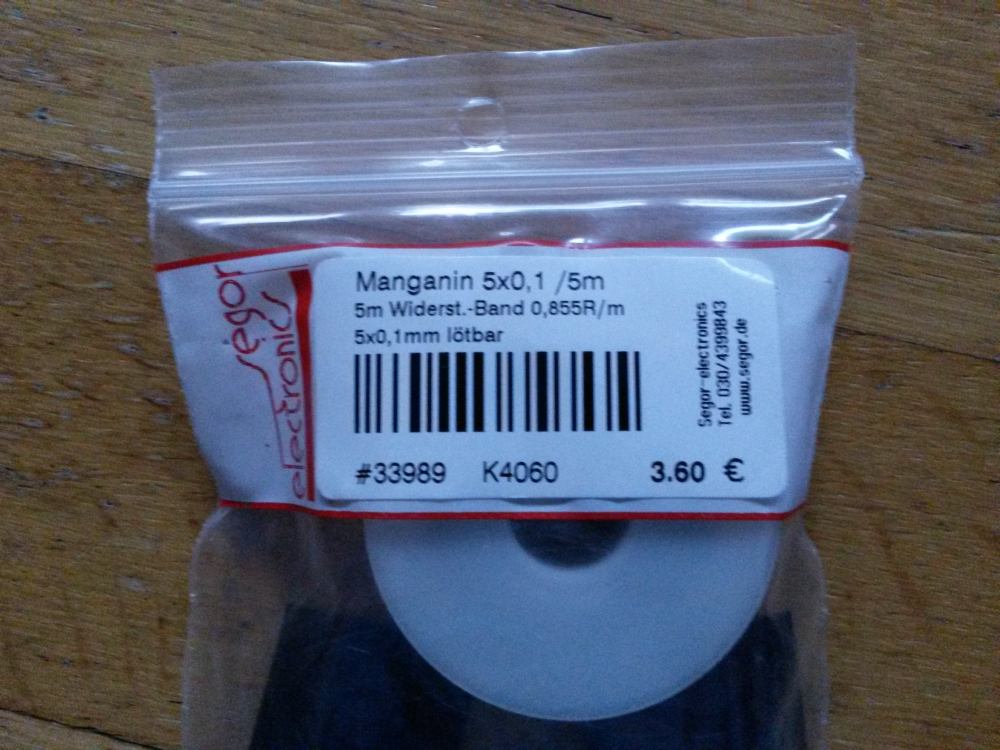 Manganin 5x0,1 /5m
5m Widerst.-Band 0,855R/m
5x0,1mm lötbar
#33989 K4060 3.60 €
Segor-electronics
Tel. 030/4399843
www.segor.de
segor
electronics